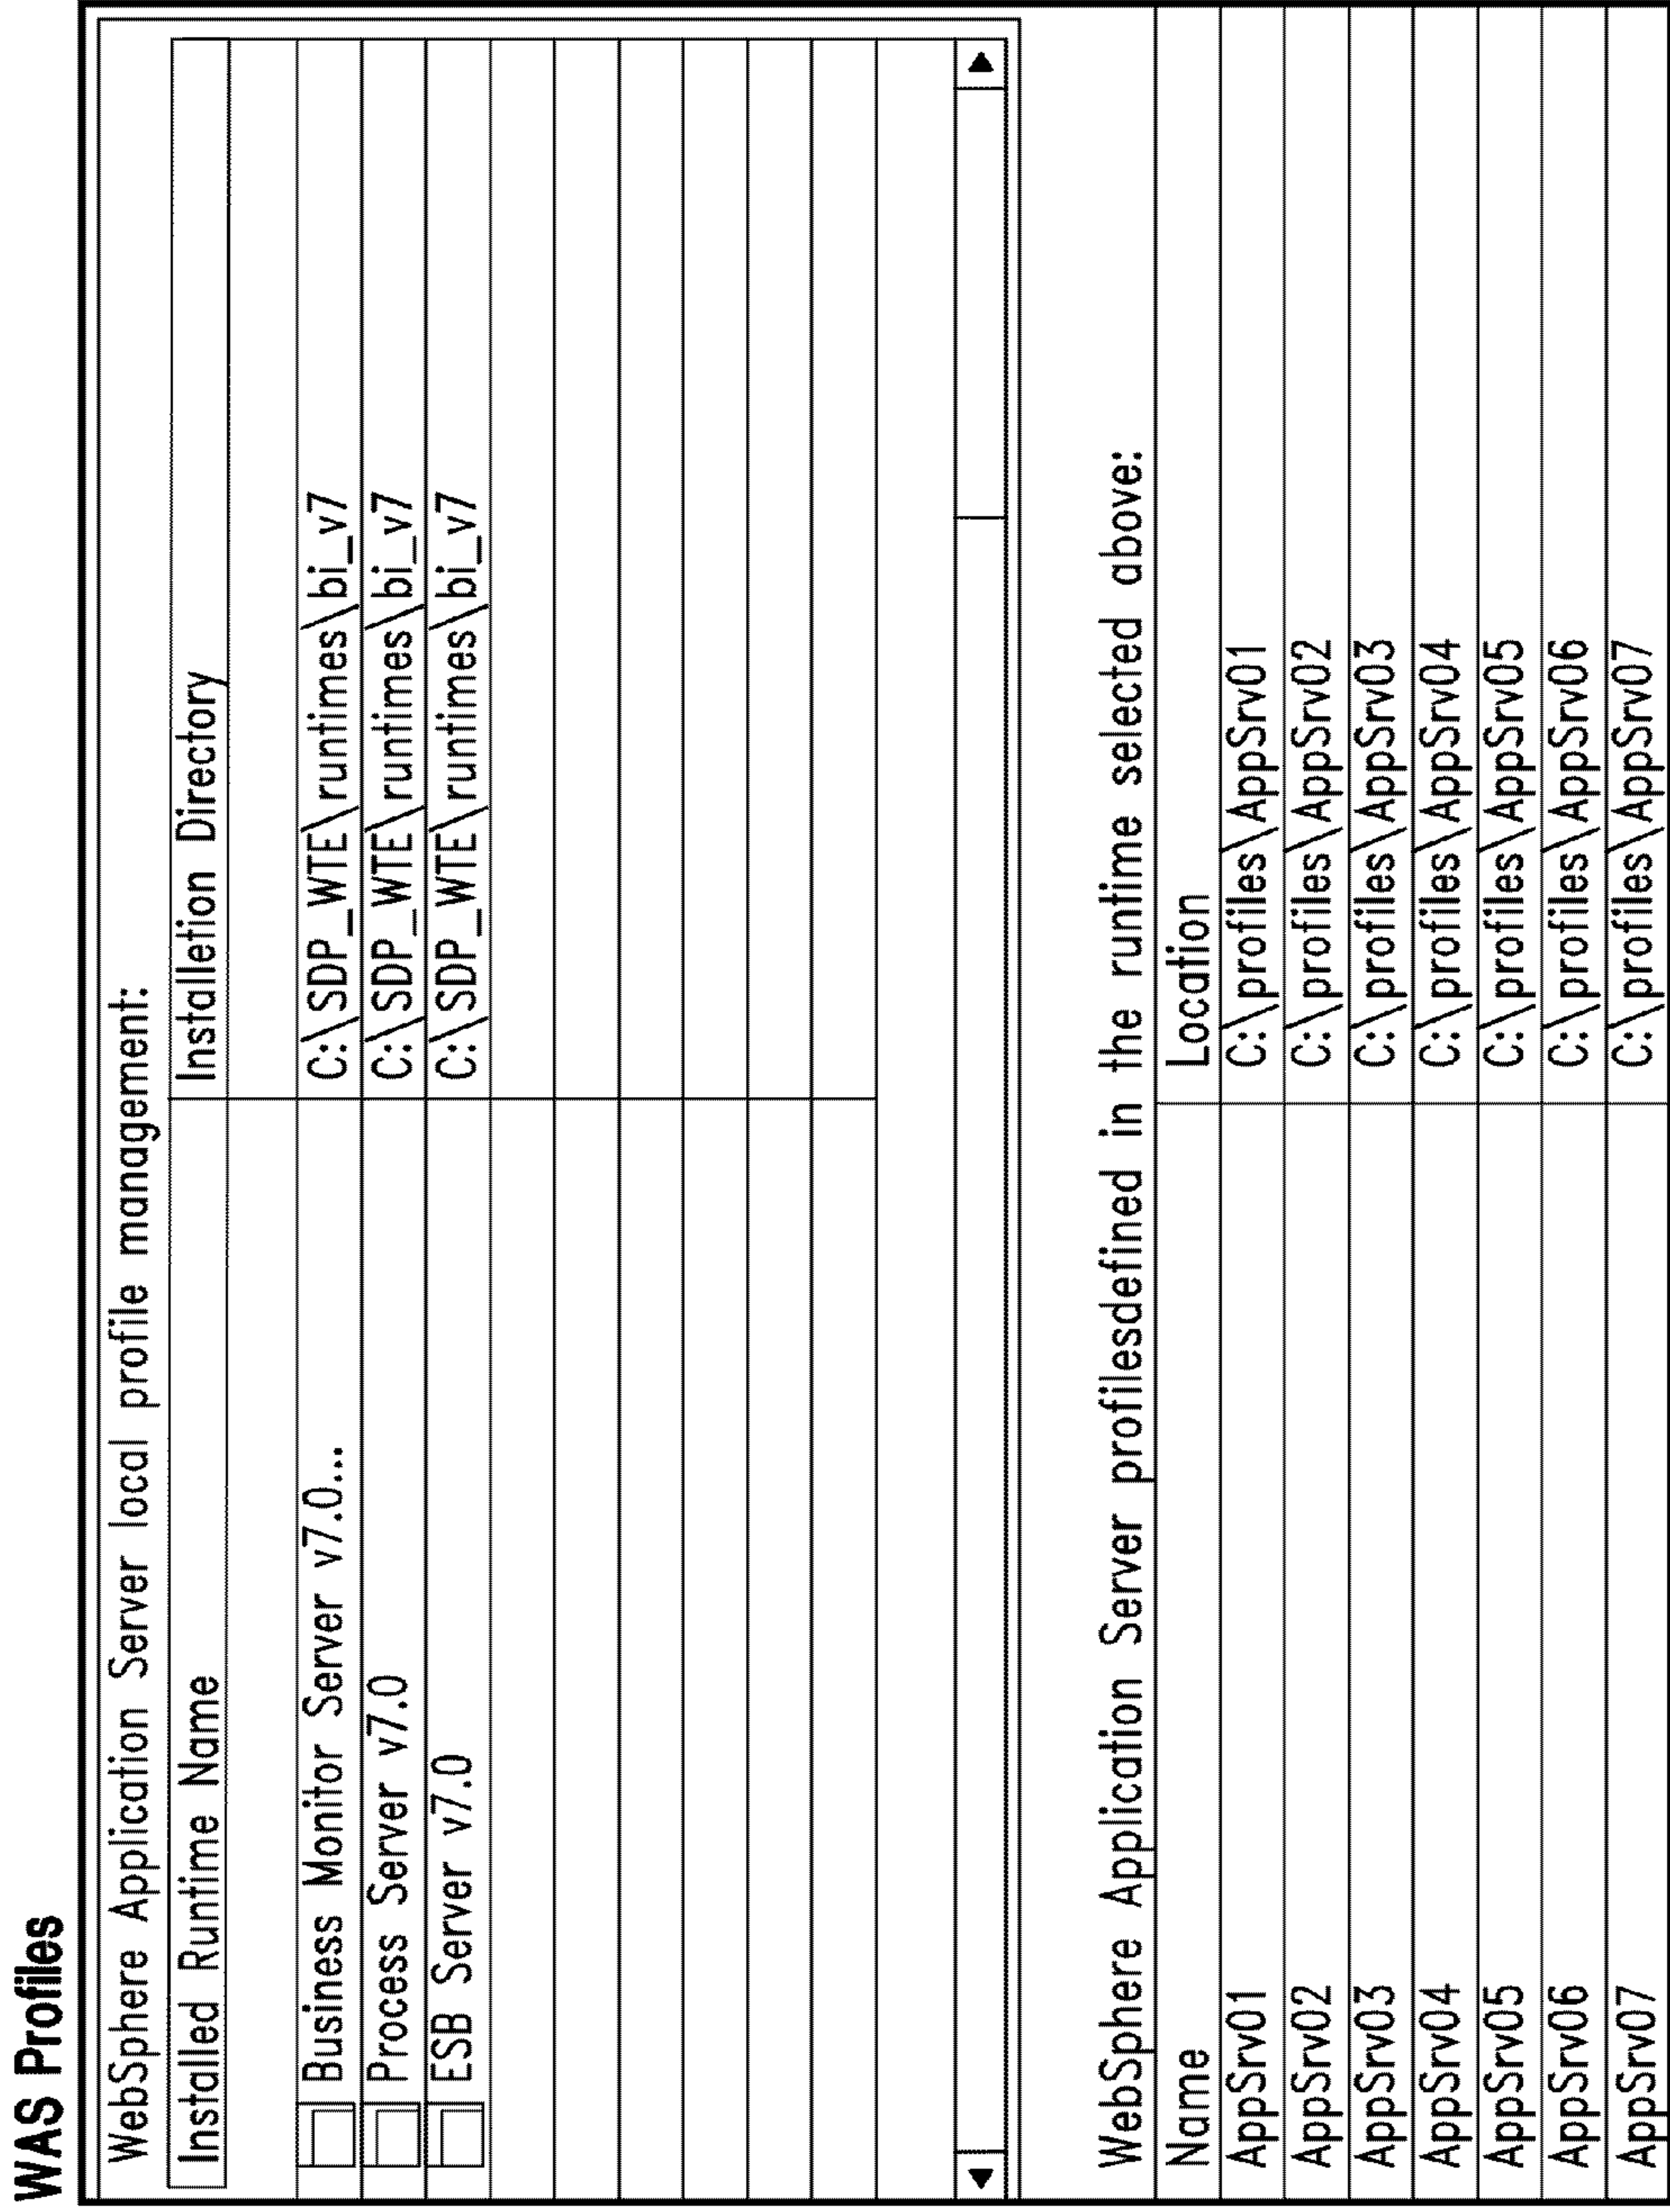 WAS Profiles
WebSphere Application Server local profile management:
Installed Runtime Name Installetion Directory
Business Monitor Server v7.0... C:\SDP_WTE\runtimes\bi_v7
Process Server v7.0 C:\SDP_WTE\runtimes\bi_v7
ESB Server v7.0 C:\SDP_WTE\runtimes\bi_v7
WebSphere Application Server profilesdefined in the runtime selected above:
Name Location
AppSrv01 C:\profiles\AppSrv01
AppSrv02 C:\profiles\AppSrv02
AppSrv03 C:\profiles\AppSrv03
AppSrv04 C:\profiles\AppSrv04
AppSrv05 C:\profiles\AppSrv05
AppSrv06 C:\profiles\AppSrv06
AppSrv07 C:\profiles\AppSrv07